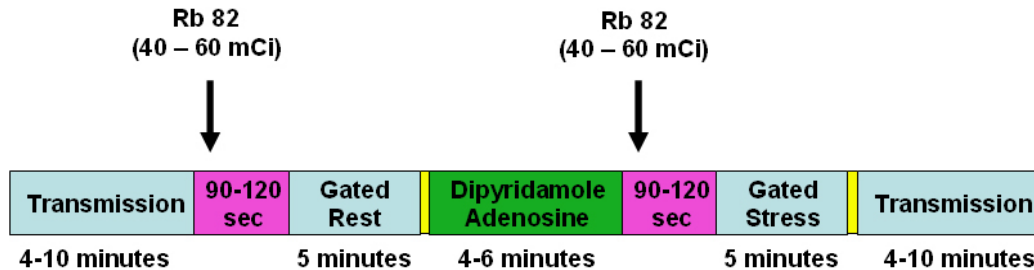 Rb 82
(40 – 60 mCi)
Rb 82
(40 – 60 mCi)
Transmission
90-120
sec
Gated
Rest
Dipyridamole
Adenosine
90-120
sec
Gated
Stress
Transmission
4-10 minutes
5 minutes
4-6 minutes
5 minutes
4-10 minutes